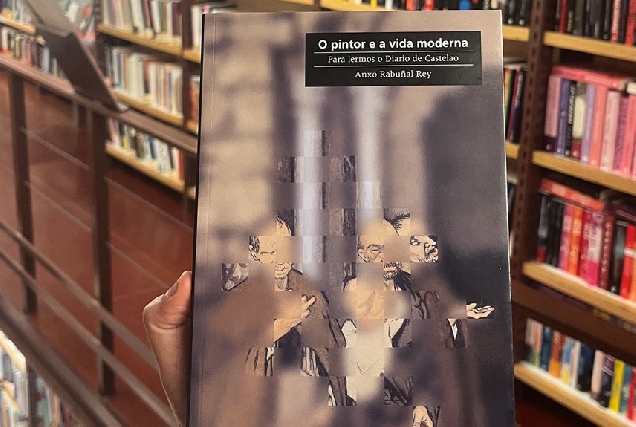 O pintor e a vida moderna
Para lermos o Diario de Castelao
Anxo Rabuñal Rey